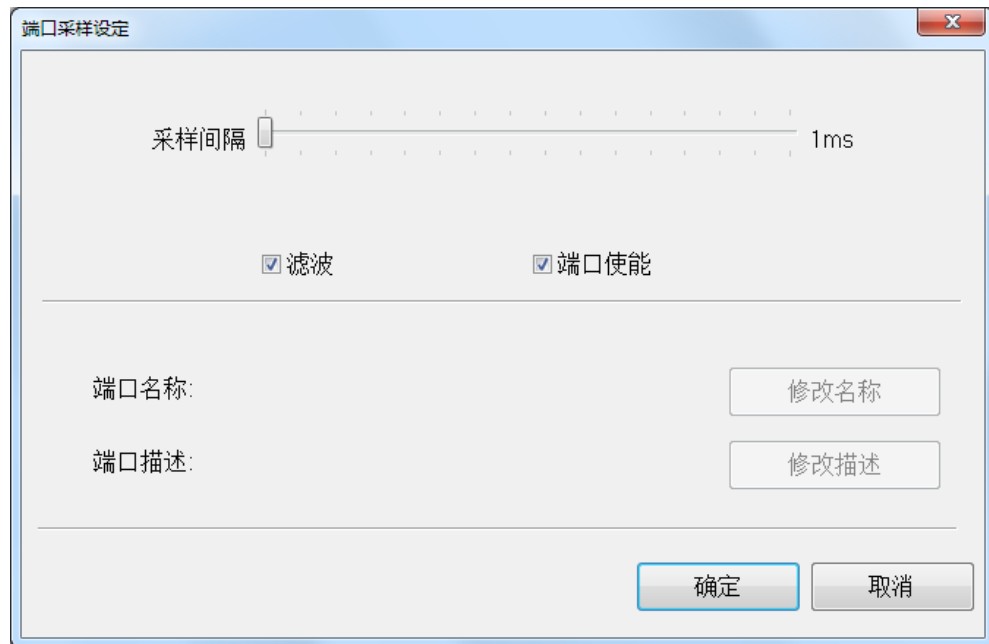 端口采样设定
采样间隔 1ms
滤波 端口使能
端口名称: 修改名称
端口描述: 修改描述
确定 取消